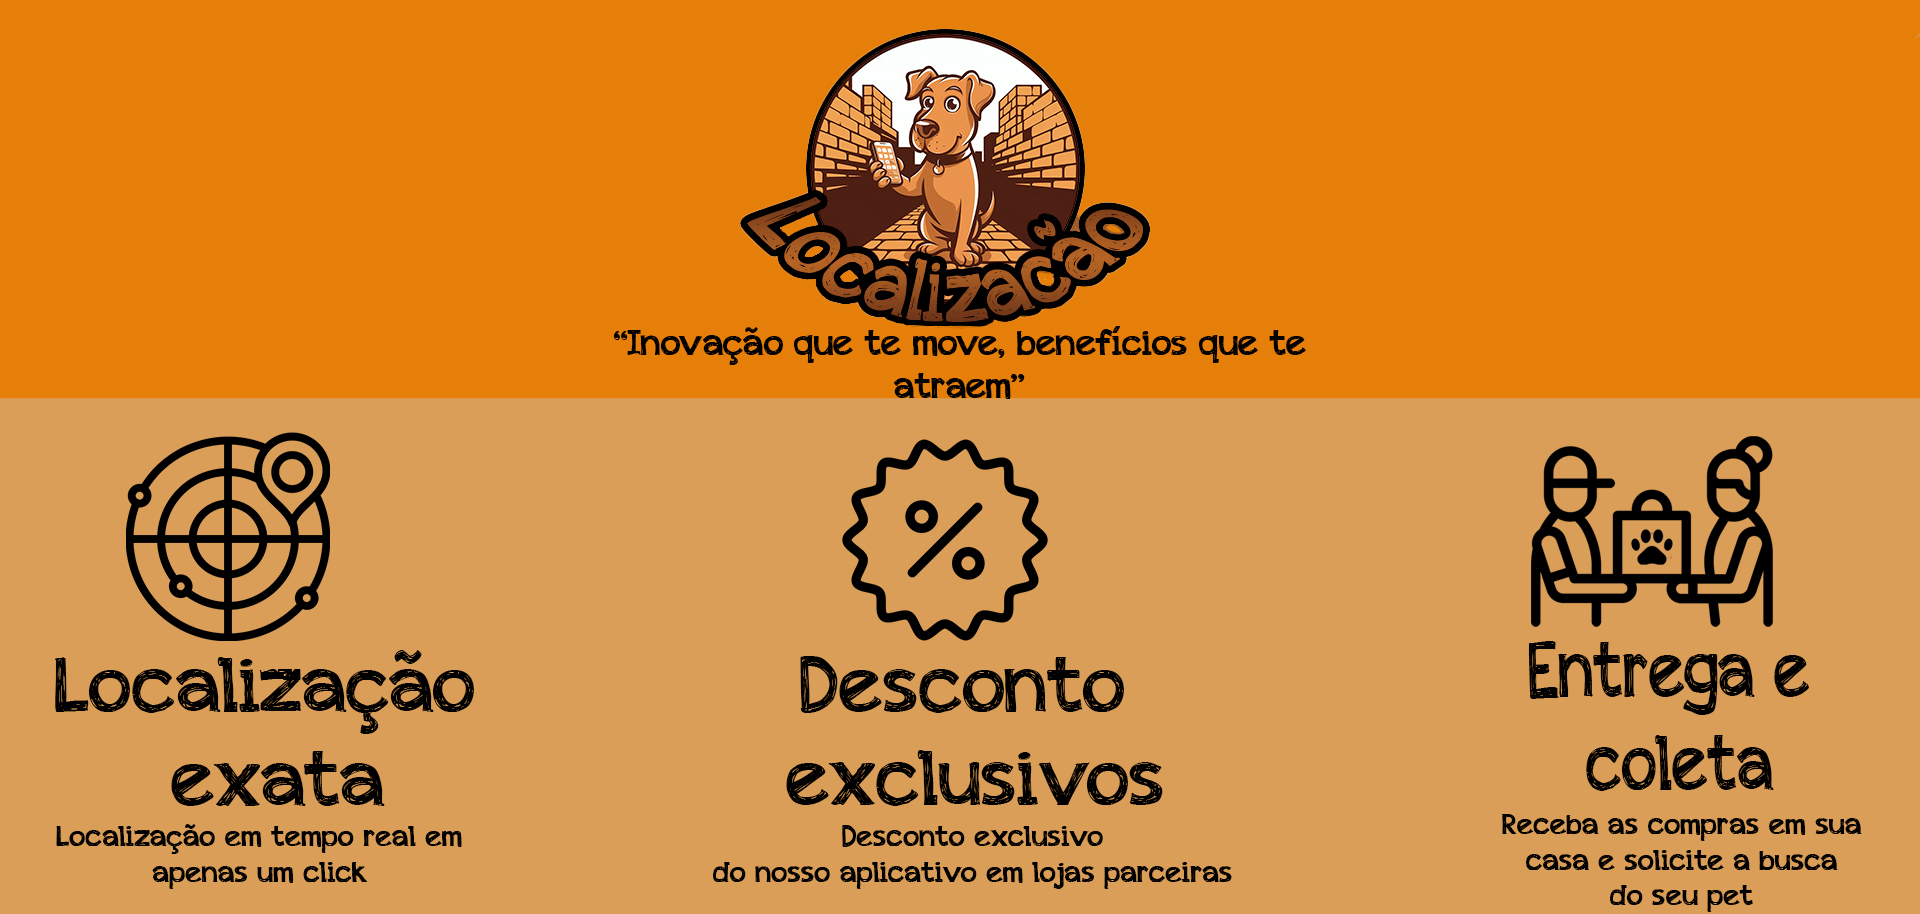 Localizacão
“Inovação que te move, benefícios que te
atraem”
Localização
exata
Localização em tempo real em
apenas um click
Desconto
exclusivos
Desconto exclusivo
do nosso aplicativo em lojas parceiras
Entrega e
coleta
Receba as compras em sua
casa e solicite a busca
do seu pet